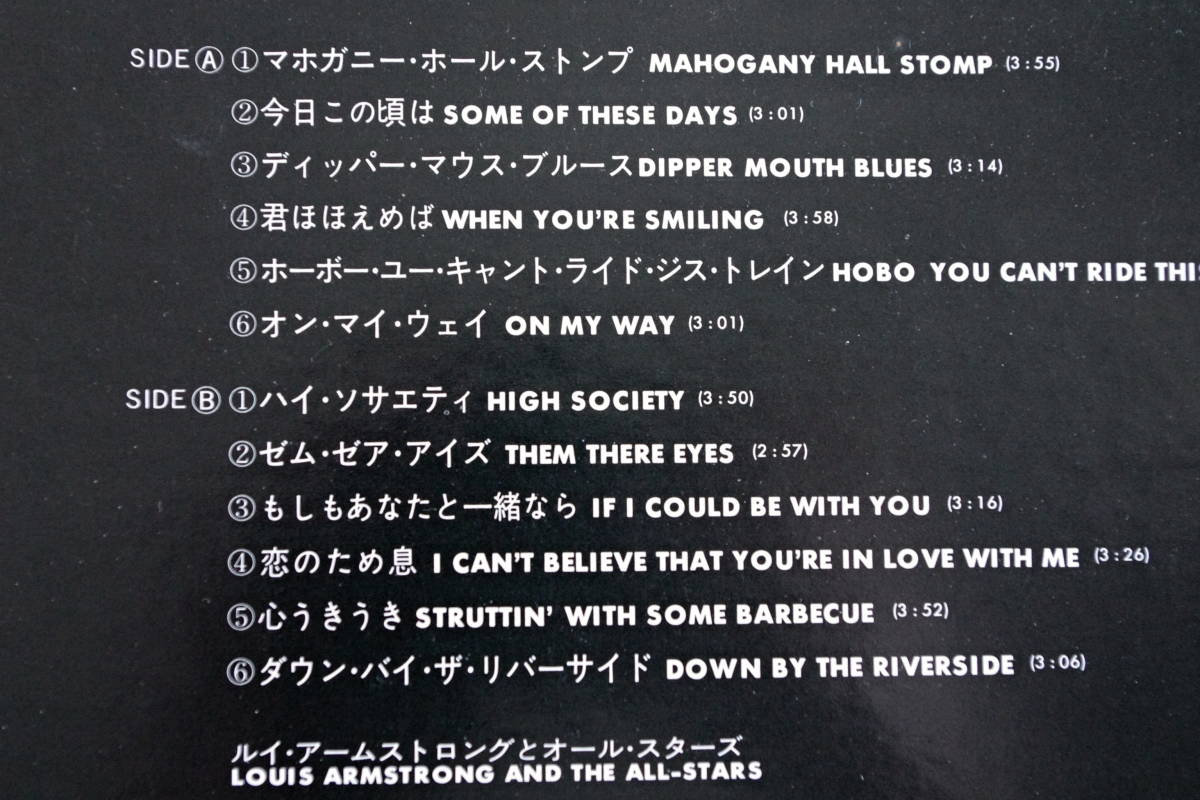 SIDE Ⓐ ①マホガニー・ホール・ストンプ MAHOGANY HALL STOMP (3:55)
②今日この頃は SOME OF THESE DAYS (3:01)
③ディッパー・マウス・ブルース DIPPER MOUTH BLUES (3:14)
④君ほほえめば WHEN YOU'RE SMILING (3:58)
⑤ホーボー・ユー・キャント・ライド・ジス・トレイン HOBO YOU CAN'T RIDE THIS
⑥オン・マイ・ウェイ ON MY WAY (3:01)
SIDE Ⓑ ①ハイ・ソサエティ HIGH SOCIETY (3:50)
②ゼム・ゼア・アイズ THEM THERE EYES (2:57)
③もしもあなたと一緒なら IF I COULD BE WITH YOU (3:16)
④恋のため息 I CAN'T BELIEVE THAT YOU'RE IN LOVE WITH ME (3:26)
⑤心うきうき STRUTTIN' WITH SOME BARBECUE (3:52)
⑥ダウン・バイ・ザ・リバーサイド DOWN BY THE RIVERSIDE (3:06)
ルイ・アームストロングとオール・スターズ
LOUIS ARMSTRONG AND THE ALL-STARS